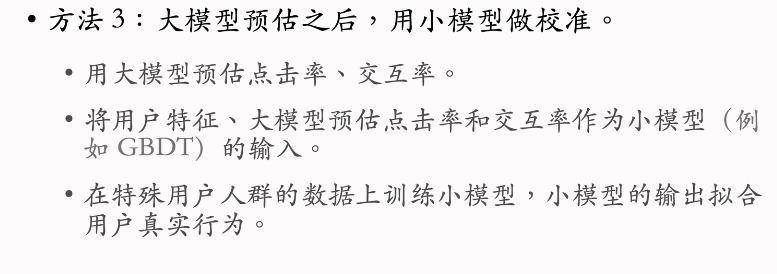 • 方法 3：大模型预估之后，用小模型做校准。
• 用大模型预估点击率、交互率。
• 将用户特征、大模型预估点击率和交互率作为小模型（例
如 GBDT）的输入。
• 在特殊用户人群的数据上训练小模型，小模型的输出拟合
用户真实行为。